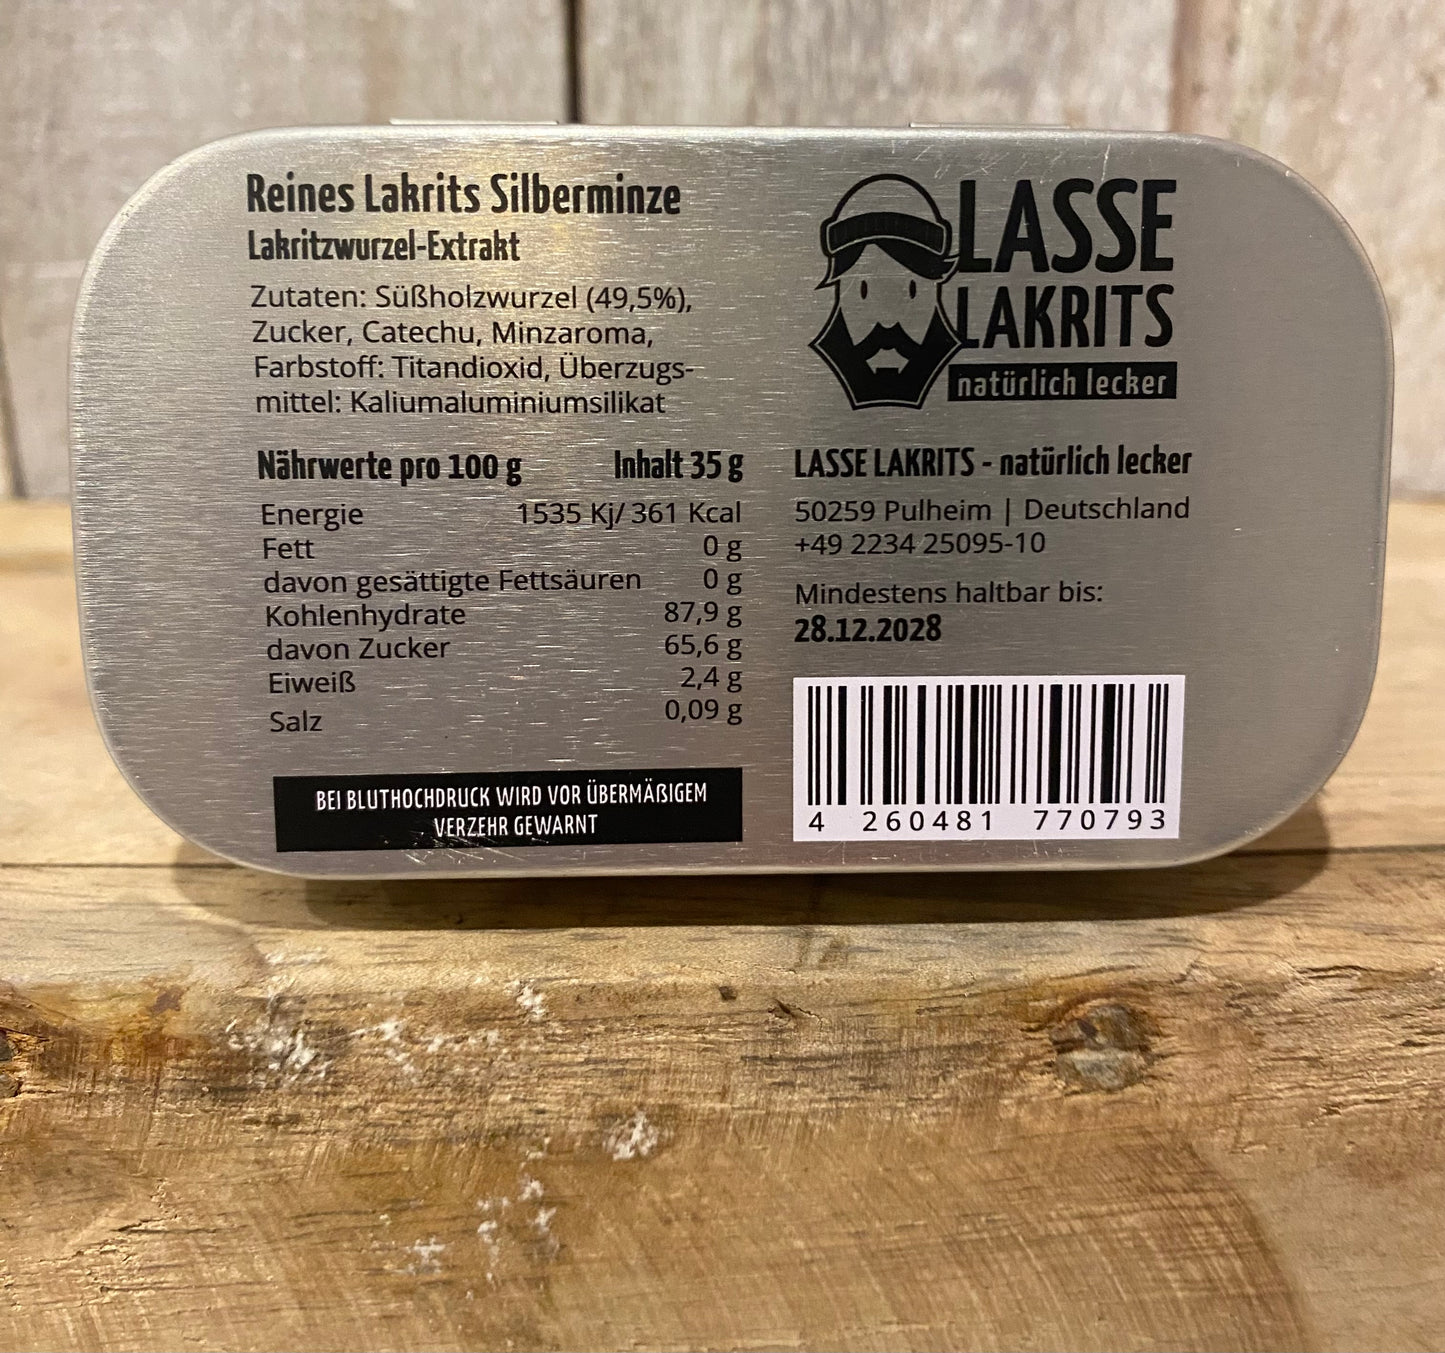 Reines Lakrits Silberminze
Lakritzwurzel-Extrakt
Zutaten: Süßholzwurzel (49,5%),
Zucker, Catechu, Minzaroma,
Farbstoff: Titandioxid, Überzugs-
mittel: Kaliumaluminiumsilikat
Nährwerte pro 100 g Inhalt 35 g
Energie 1535 Kj/ 361 Kcal
Fett 0 g
davon gesättigte Fettsäuren 0 g
Kohlenhydrate 87,9 g
davon Zucker 65,6 g
Eiweiß 2,4 g
Salz 0,09 g
BEI BLUTHOCHDRUCK WIRD VOR ÜBERMÄßIGEM
VERZEHR GEWARNT
LASSE
LAKRITS
natürlich lecker
LASSE LAKRITS - natürlich lecker
50259 Pulheim | Deutschland
+49 2234 25095-10
Mindestens haltbar bis:
28.12.2028
4 260481 770793